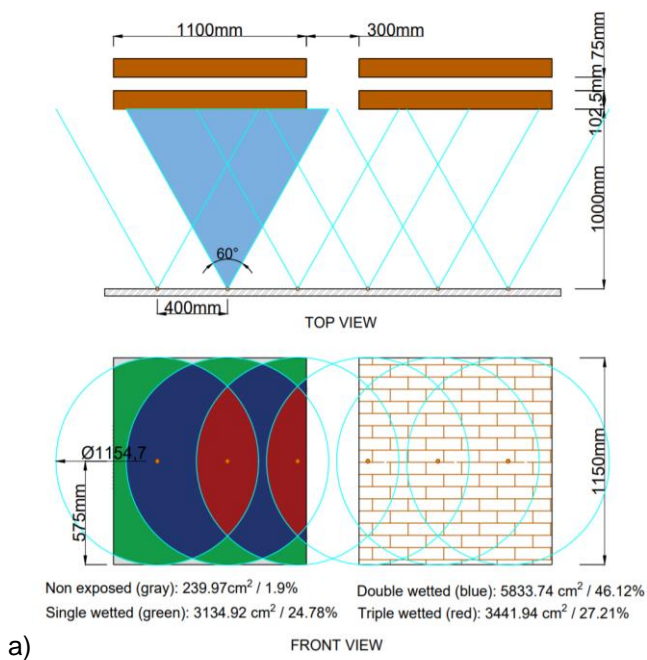 1100mm
300mm
75mm
102,5mm
1000mm
60°
400mm
TOP VIEW
Ø1154,7
575mm
1150mm
Non exposed (gray): 239.97cm² / 1.9%
Double wetted (blue): 5833.74 cm² / 46.12%
Single wetted (green): 3134.92 cm² / 24.78%
Triple wetted (red): 3441.94 cm² / 27.21%
a)
FRONT VIEW